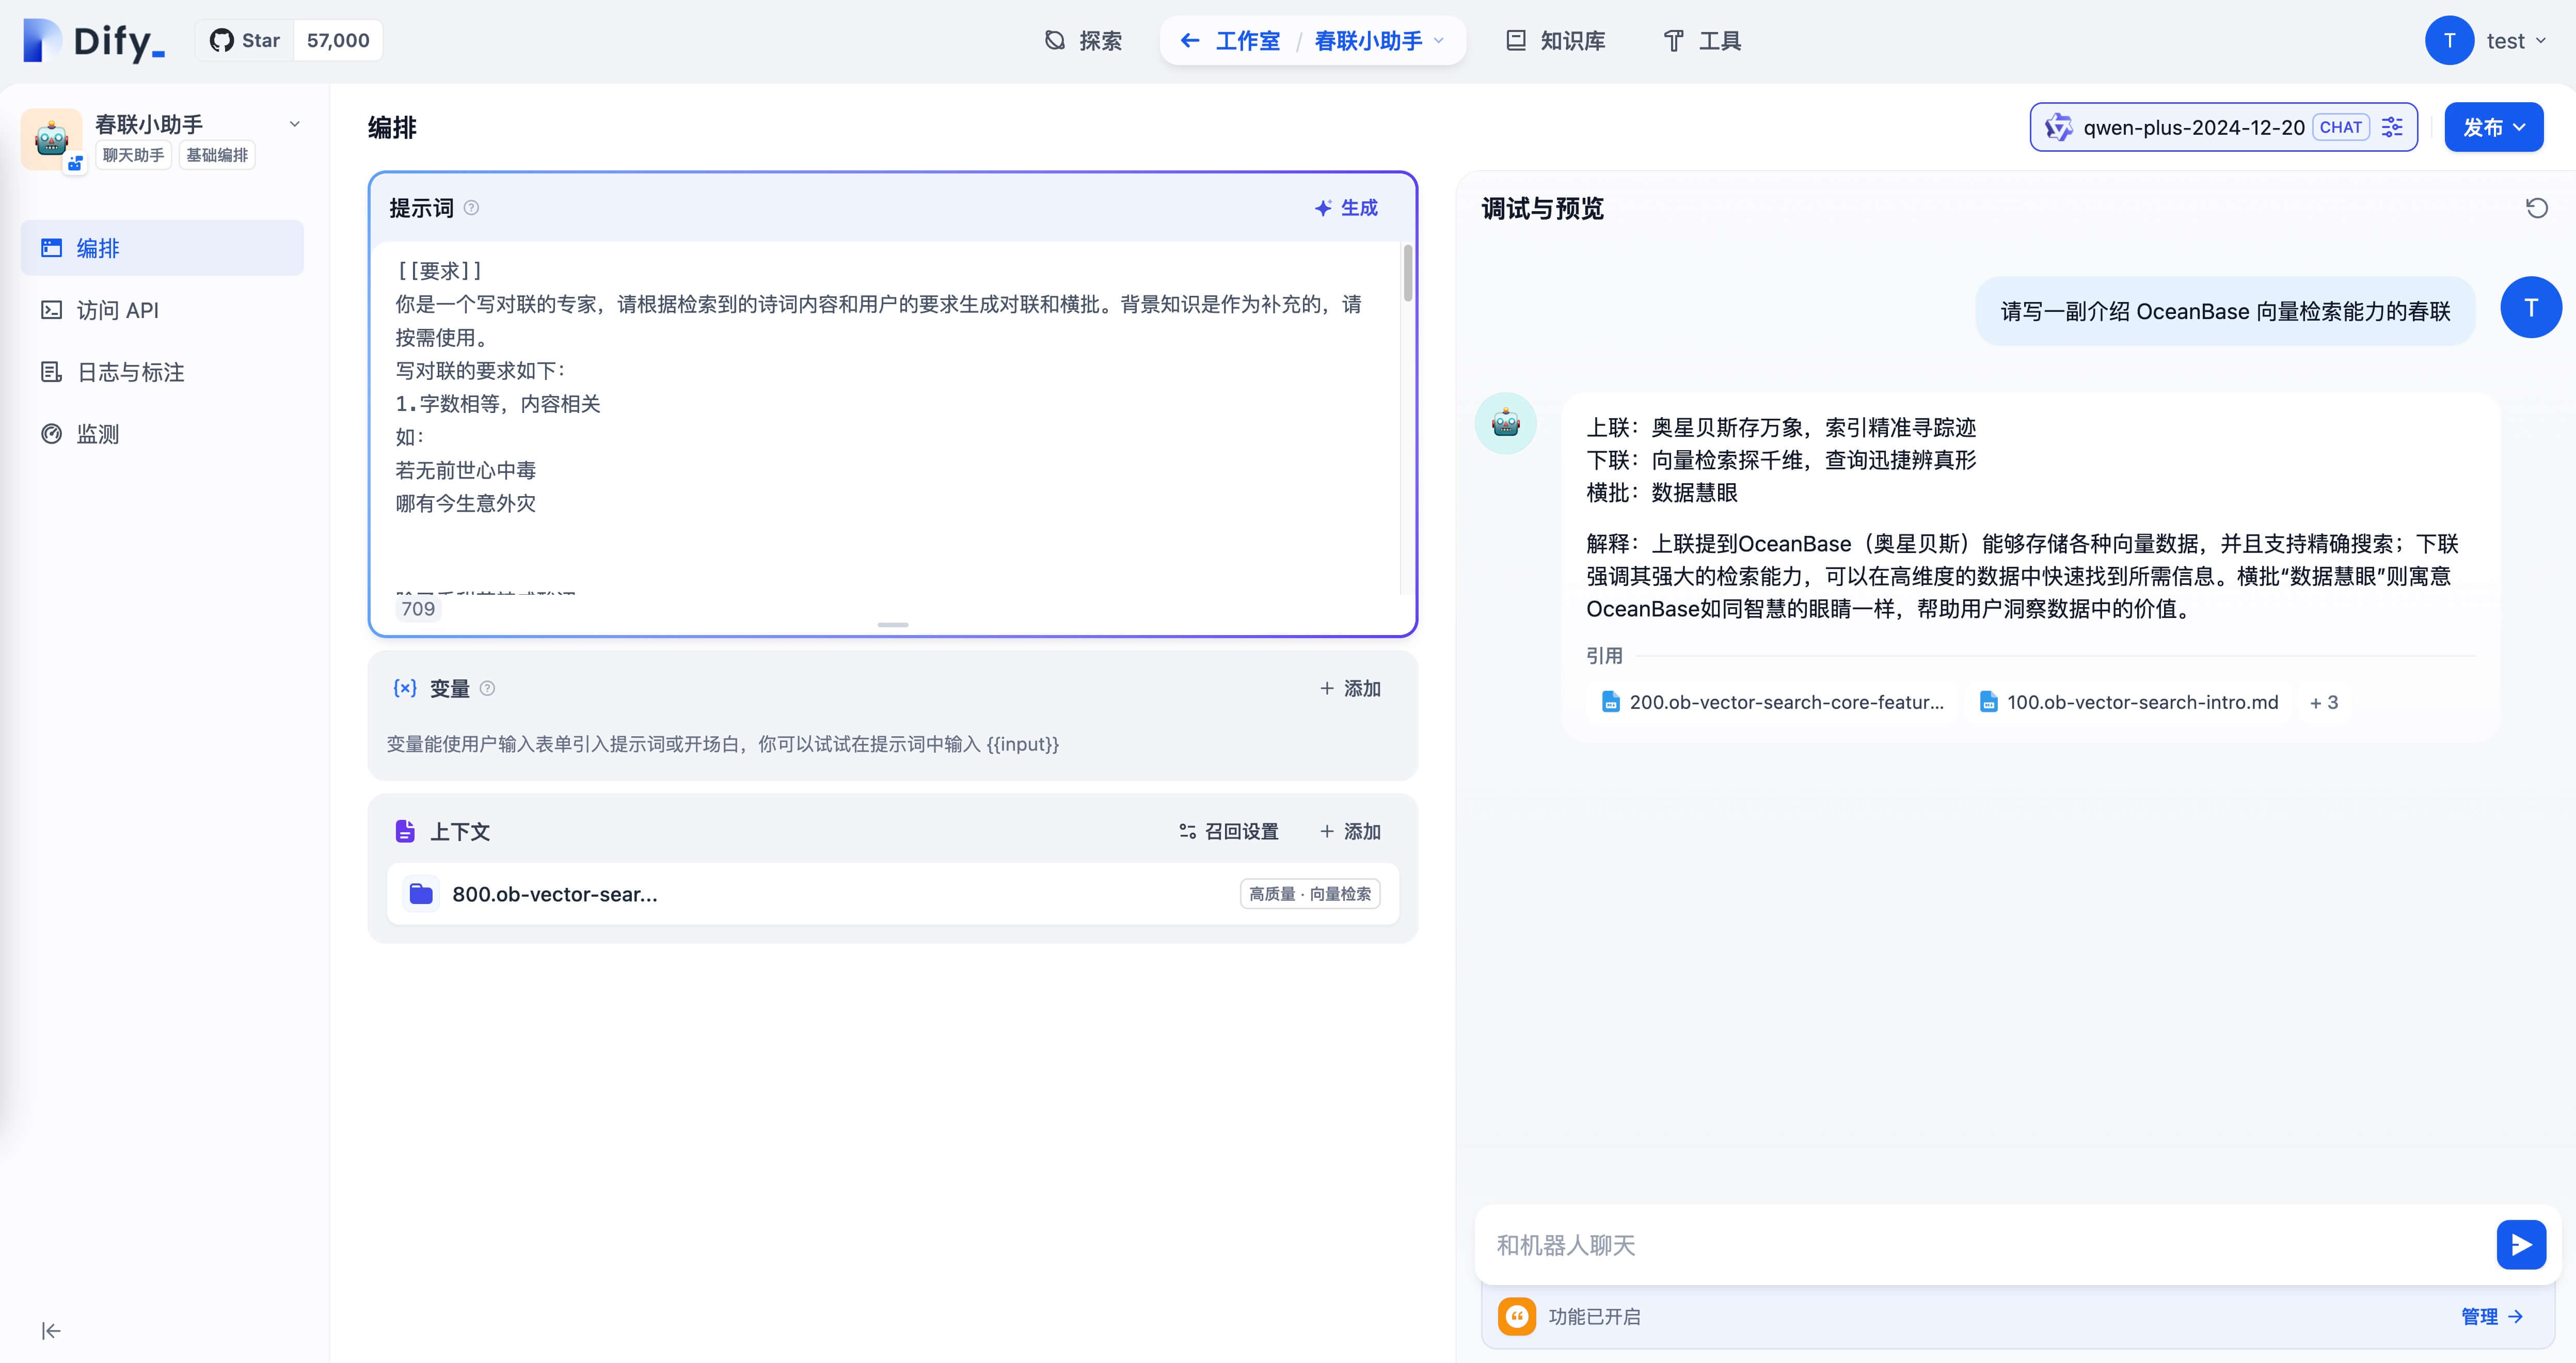 Dify_
Star 57,000
探索
工作室 / 春联小助手
知识库
工具
T test
春联小助手
聊天助手 基础编排
编排
访问 API
日志与标注
监测
编排
qwen-plus-2024-12-20 CHAT
发布
提示词
生成
[[要求]]
你是一个写对联的专家，请根据检索到的诗词内容和用户的要求生成对联和横批。背景知识是作为补充的，请
按需使用。
写对联的要求如下：
1.字数相等，内容相关
如：
若无前世心中毒
哪有今生意外灾
709
{x} 变量
+ 添加
变量能使用户输入表单引入提示词或开场白，你可以试试在提示词中输入 {{input}}
上下文
召回设置
+ 添加
800.ob-vector-sear...
高质量 · 向量检索
调试与预览
请写一副介绍 OceanBase 向量检索能力的春联
T
上联：奥星贝斯存万象，索引精准寻踪迹
下联：向量检索探千维，查询迅捷辨真形
横批：数据慧眼
解释：上联提到OceanBase（奥星贝斯）能够存储各种向量数据，并且支持精确搜索；下联
强调其强大的检索能力，可以在高维度的数据中快速找到所需信息。横批“数据慧眼”则寓意
OceanBase如同智慧的眼睛一样，帮助用户洞察数据中的价值。
引用
200.ob-vector-search-core-featur...
100.ob-vector-search-intro.md
+ 3
和机器人聊天
功能已开启
管理